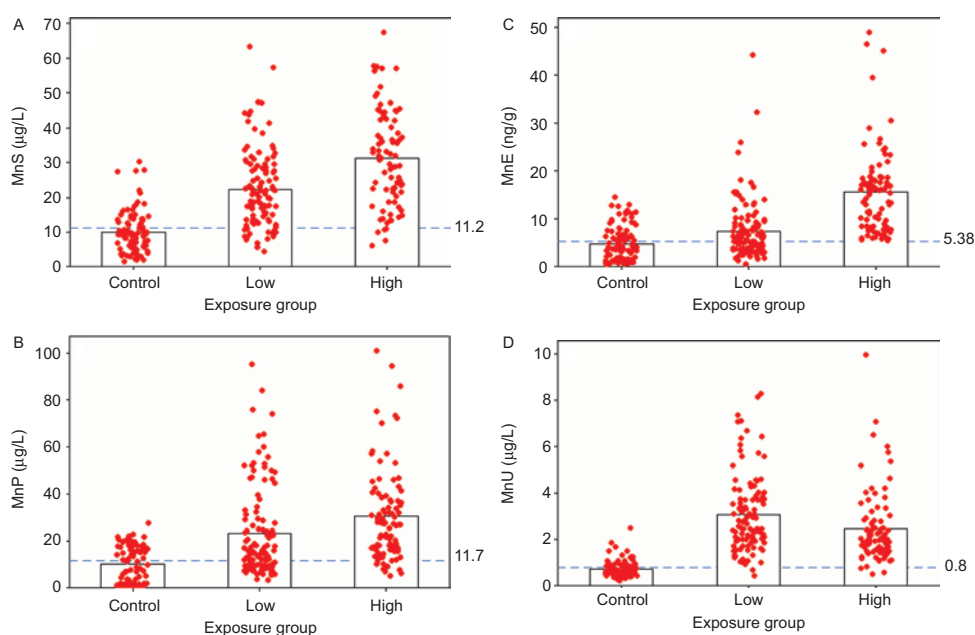 A
MnS (µg/L)
70
60
50
40
30
20
10
0
11.2
Control Low High
Exposure group
B
MnP (µg/L)
100
80
60
40
20
0
11.7
Control Low High
Exposure group
C
MnE (ng/g)
50
40
30
20
10
0
5.38
Control Low High
Exposure group
D
MnU (µg/L)
10
8
6
4
2
0
0.8
Control Low High
Exposure group